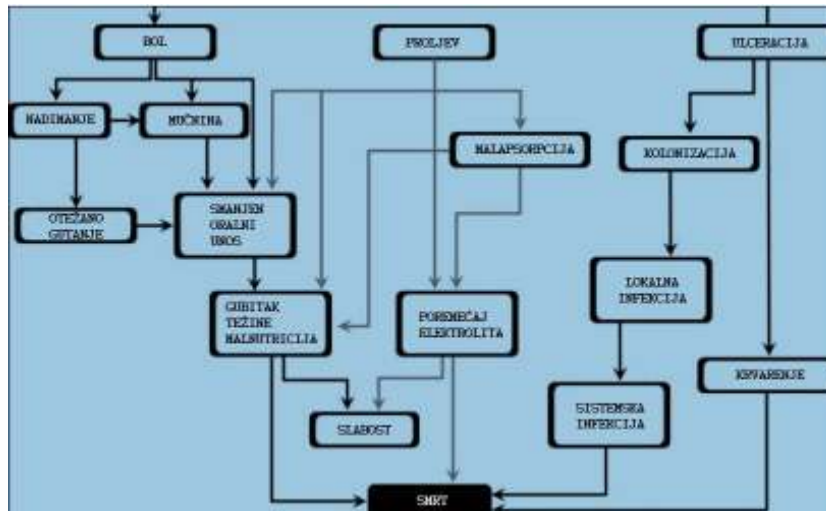 BOL
PROLJEV
ULCERACIJA
NADIMANJE
MUČNINA
MALAPSORPCIJA
KOLONIZACIJA
OTEŽANO
GUTANJE
SMANJEN
ORALNI
UNOS
LOKALNA
INFEKCIJA
GUBITAK
TEŽINE
MALNUTRICIJA
POREMEĆAJ
ELEKTROLITA
KRVARENJE
SLABOST
SISTEMSKA
INFEKCIJA
SMRT